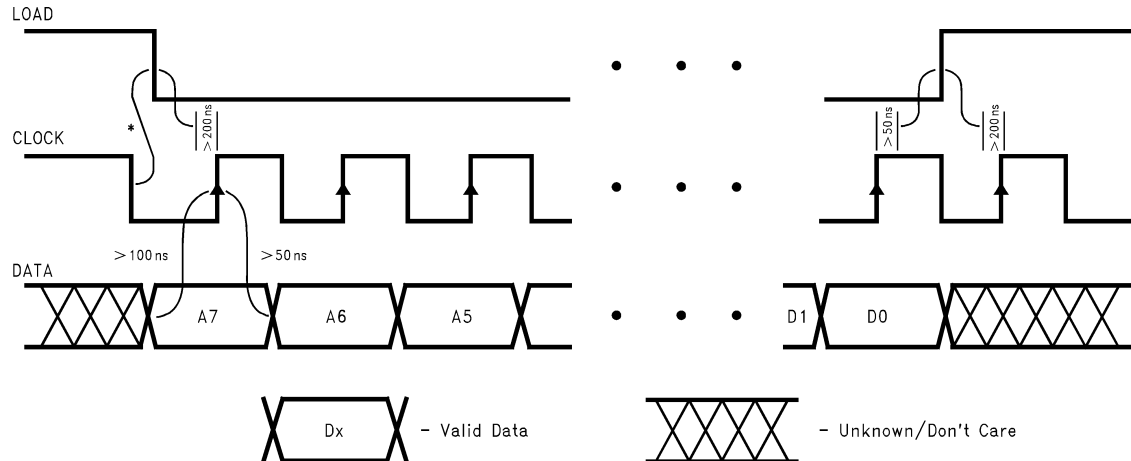 LOAD
>200ns
>50ns
>200ns
*
CLOCK
>100ns
>50ns
DATA
A7
A6
A5
D1
D0
Dx
- Valid Data
- Unknown/Don't Care